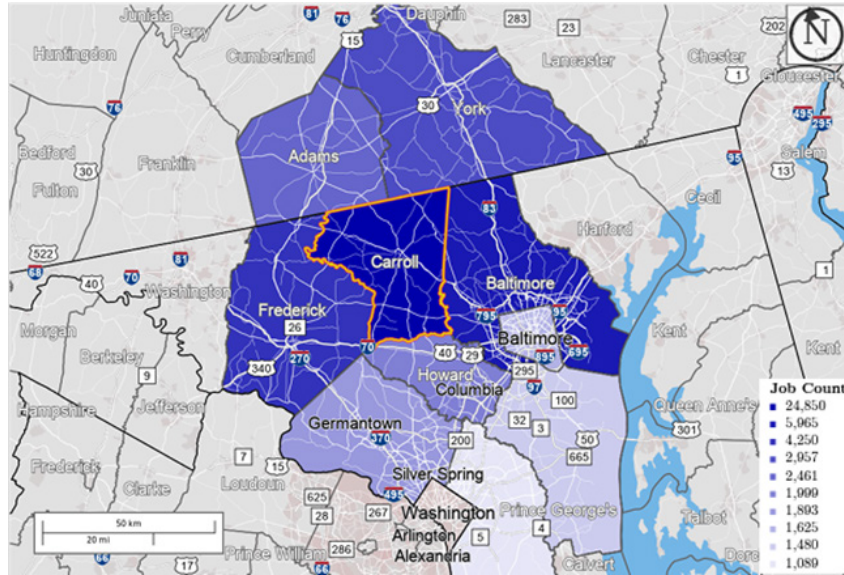 Juniata
Perry
81
76
Dauphin
283
23
202
Huntingdon
Cumberland
15
Lancaster
Chester
N
1
Gloucester
76
30
York
495
295
Bedford
30
Adams
95
Salem
Fulton
Franklin
13
Cecil
83
Harford
522
81
Carroll
68
40
70
Washington
Baltimore
1
Frederick
795
95
Morgan
26
Baltimore
Kent
Kent
Berkeley
270
70
40
29
895
695
9
340
Howard
295
97
Job Count
Hampshire
Jefferson
Columbia
100
Queen Anne's
24,850
Germantown
32
3
301
5,965
370
200
50
4,250
Frederick
7
15
665
2,957
Clarke
Loudoun
Silver Spring
2,461
495
1,999
625
Prince George's
1,893
50 km
28
267
Washington
Talbot
1,625
20 mi
Arlington
5
4
1,480
Prince William
286
Alexandria
1,089
66
17
66
Calvert